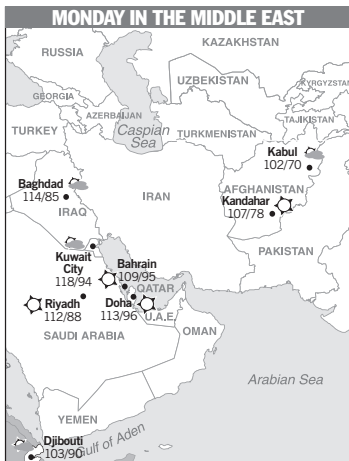 MONDAY IN THE MIDDLE EAST
KAZAKHSTAN
RUSSIA
UZBEKISTAN
KYRGYZSTAN
GEORGIA
AZERBAIJAN
TAJIKISTAN
TURKEY
Caspian
Sea
TURKMENISTAN
Kabul
102/70
Baghdad
114/85
IRAQ
IRAN
AFGHANISTAN
Kandahar
107/78
PAKISTAN
Kuwait
City
118/94
Bahrain
109/95
QATAR
Riyadh
112/88
Doha
113/96
U.A.E.
SAUDI ARABIA
OMAN
Arabian Sea
YEMEN
Djibouti
103/90
Gulf of Aden